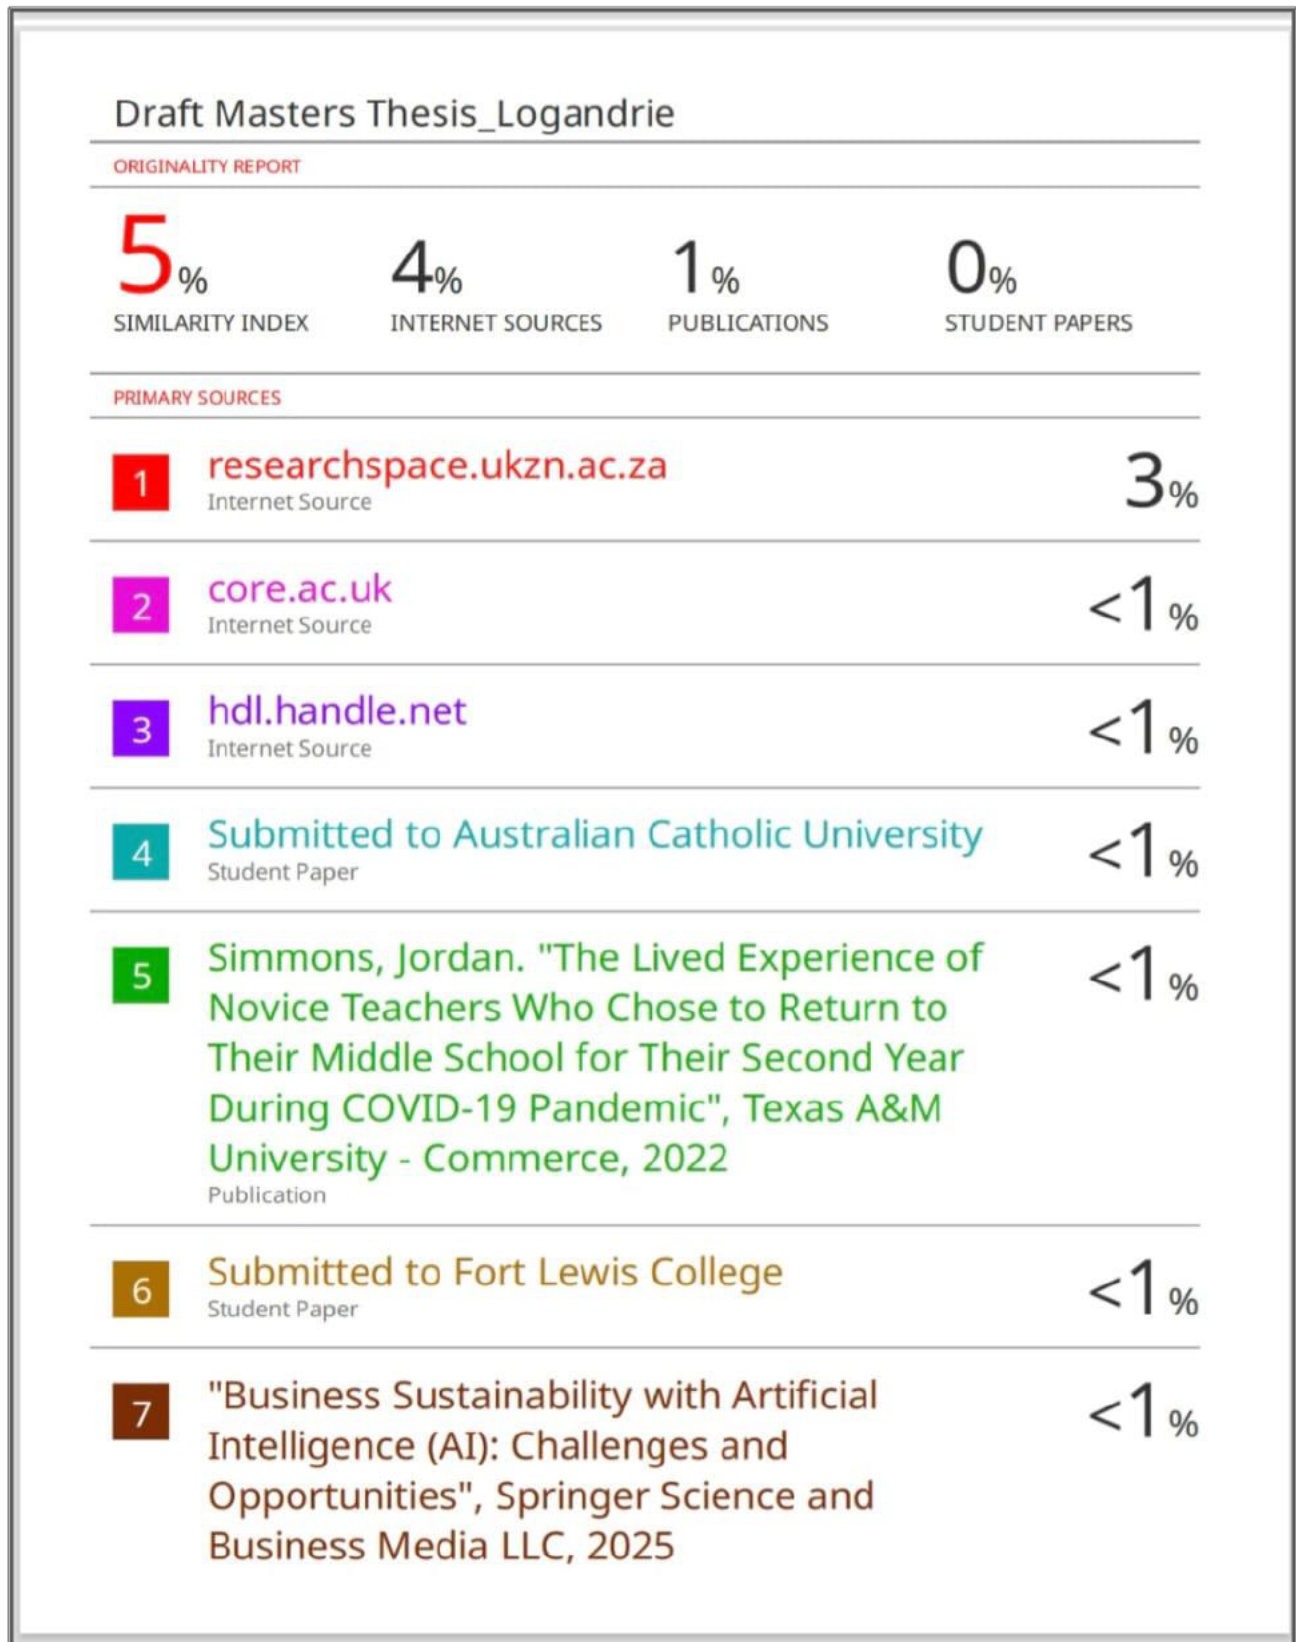 Draft Masters Thesis_Logandrie
ORIGINALITY REPORT
5% 4% 1% 0%
SIMILARITY INDEX INTERNET SOURCES PUBLICATIONS STUDENT PAPERS
PRIMARY SOURCES
1 researchspace.ukzn.ac.za 3%
Internet Source
2 core.ac.uk <1%
Internet Source
3 hdl.handle.net <1%
Internet Source
4 Submitted to Australian Catholic University <1%
Student Paper
5 Simmons, Jordan. "The Lived Experience of <1%
Novice Teachers Who Chose to Return to
Their Middle School for Their Second Year
During COVID-19 Pandemic", Texas A&M
University - Commerce, 2022
Publication
6 Submitted to Fort Lewis College <1%
Student Paper
7 "Business Sustainability with Artificial <1%
Intelligence (AI): Challenges and
Opportunities", Springer Science and
Business Media LLC, 2025